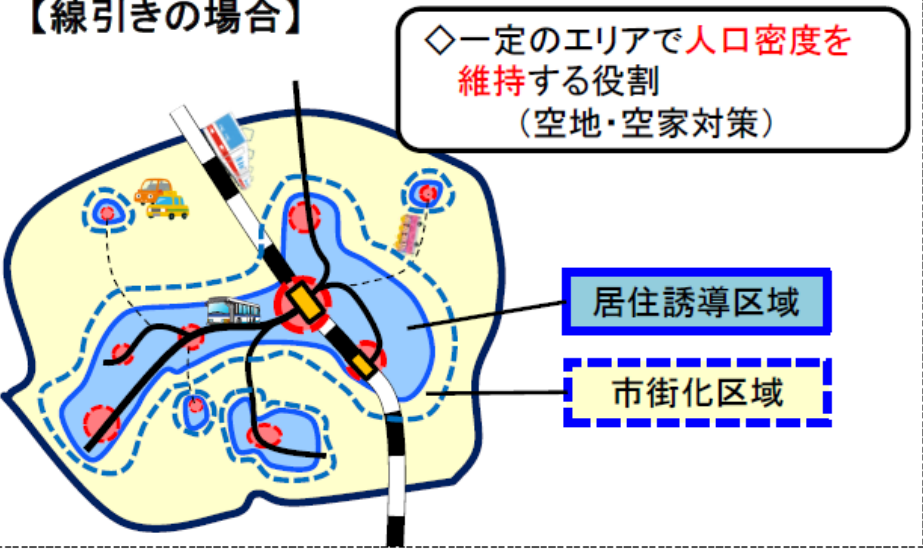 【線引きの場合】
◇一定のエリアで人口密度を
維持する役割
(空地・空家対策)
居住誘導区域
市街化区域